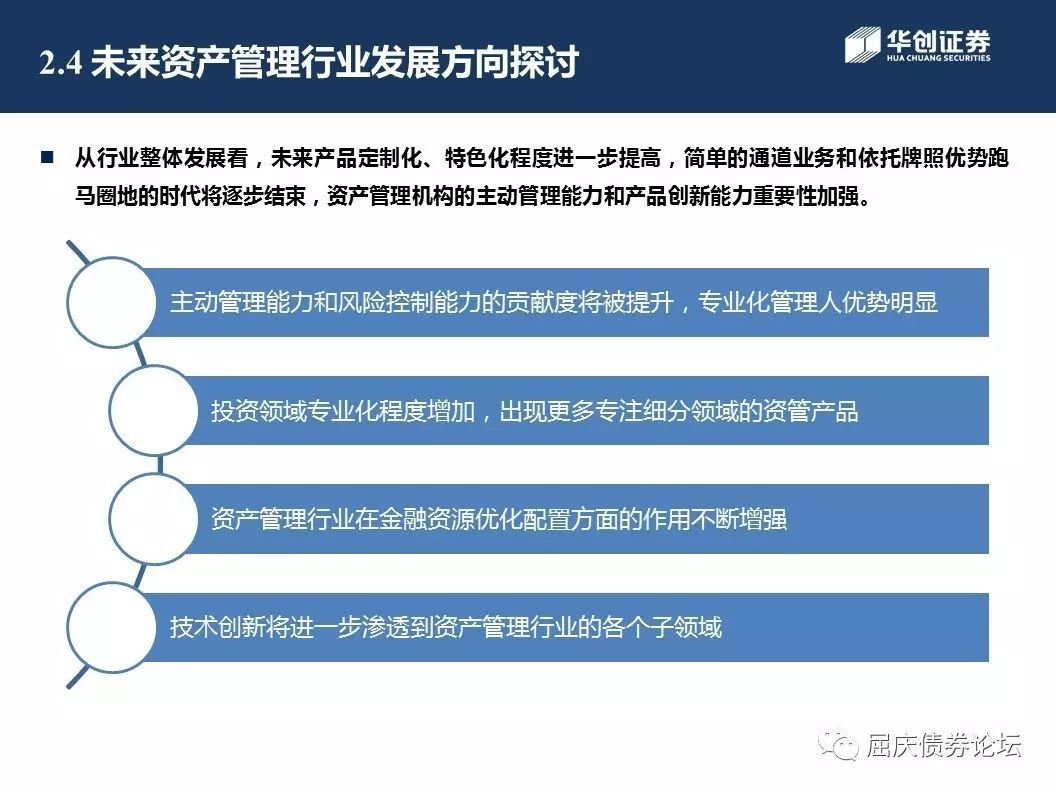 2.4 未来资产管理行业发展方向探讨
华创证券
HUA CHUANG SECURITIES
从行业整体发展看，未来产品定制化、特色化程度进一步提高，简单的通道业务和依托牌照优势跑
马圈地的时代将逐步结束，资产管理机构的主动管理能力和产品创新能力重要性加强。
主动管理能力和风险控制能力的贡献度将被提升，专业化管理人优势明显
投资领域专业化程度增加，出现更多专注细分领域的资管产品
资产管理行业在金融资源优化配置方面的作用不断增强
技术创新将进一步渗透到资产管理行业的各个子领域
屈庆债券论坛